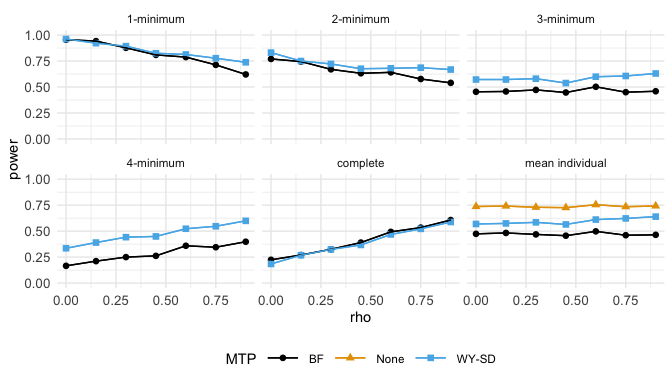 1-minimum 2-minimum 3-minimum
1.00
0.75
0.50
0.25
0.00
4-minimum complete mean individual
1.00
0.75
0.50
0.25
0.00
power
0.00 0.25 0.50 0.75 0.00 0.25 0.50 0.75 0.00 0.25 0.50 0.75
rho
MTP BF None WY-SD